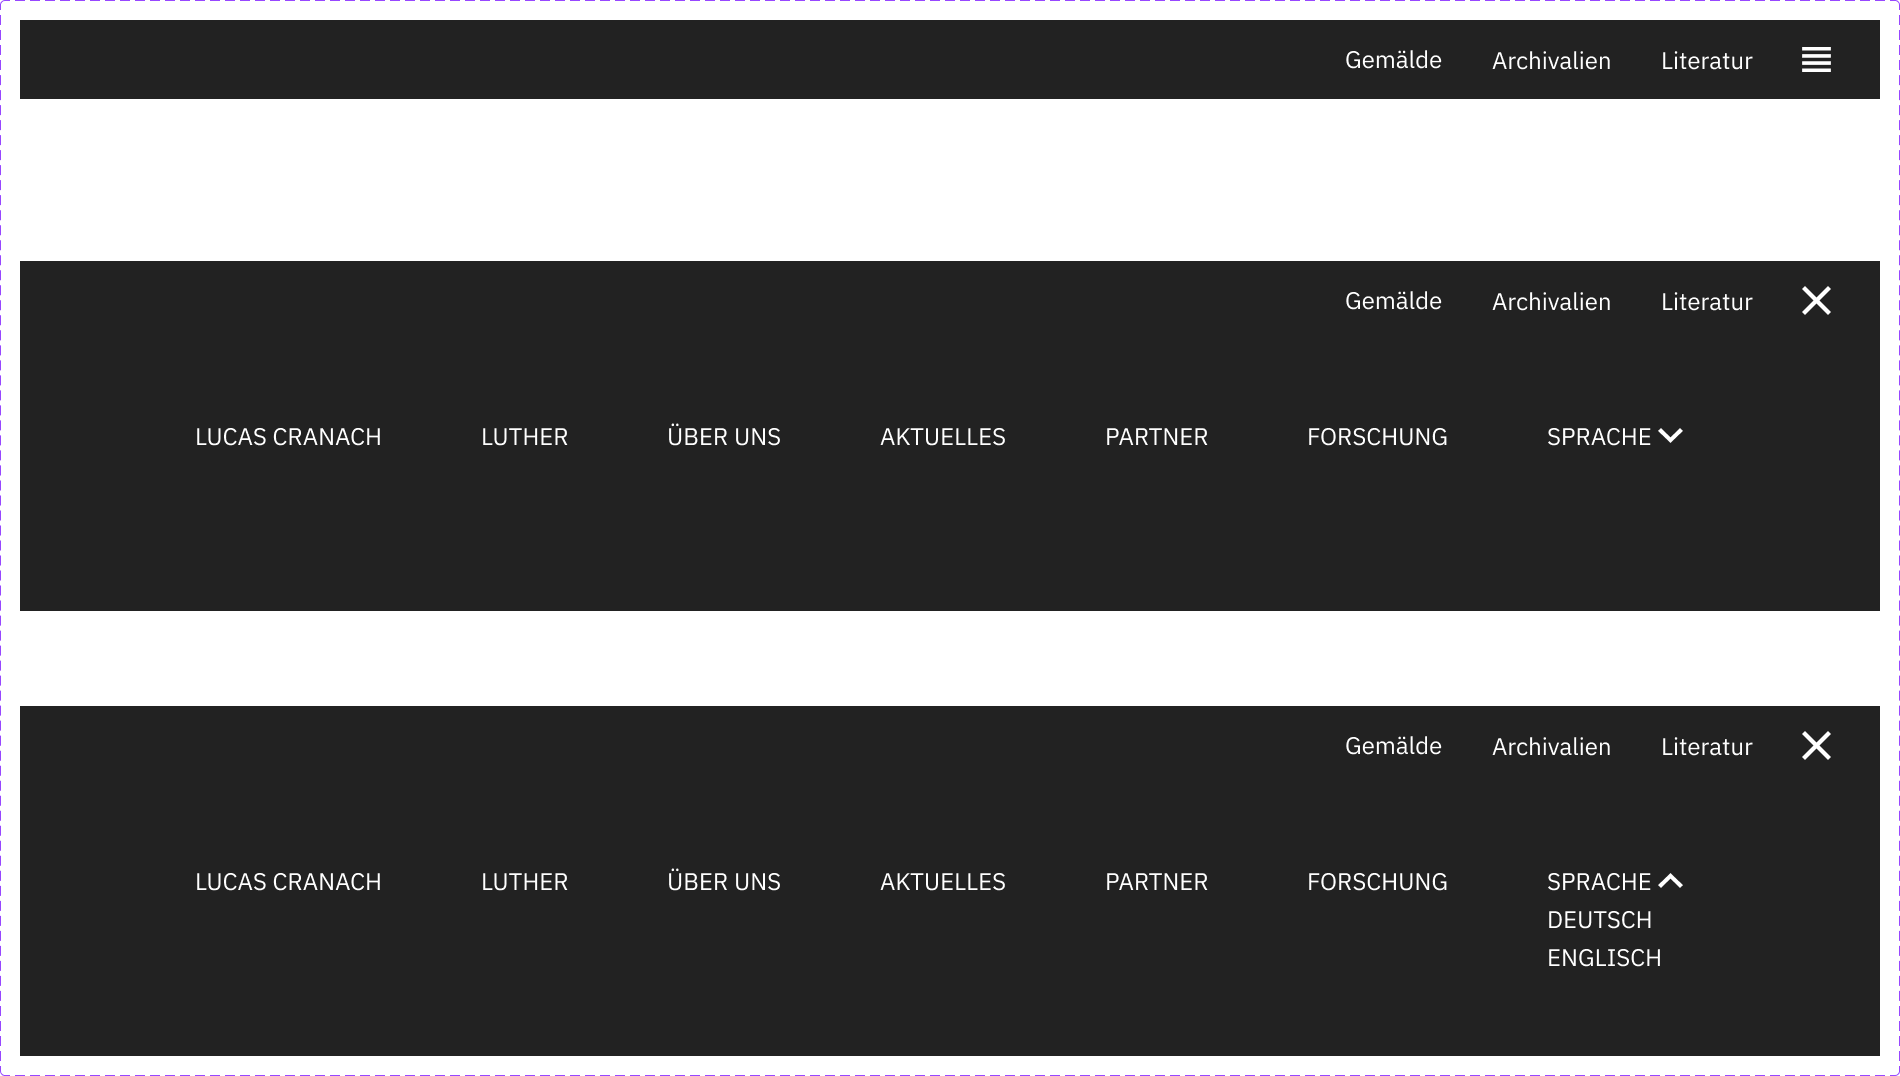 Gemälde Archivalien Literatur
Gemälde Archivalien Literatur
LUCAS CRANACH LUTHER ÜBER UNS AKTUELLES PARTNER FORSCHUNG SPRACHE
Gemälde Archivalien Literatur
LUCAS CRANACH LUTHER ÜBER UNS AKTUELLES PARTNER FORSCHUNG SPRACHE
DEUTSCH
ENGLISCH